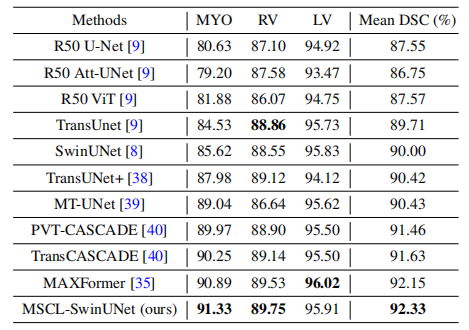 Methods MYO RV LV Mean DSC (%)
R50 U-Net [9] 80.63 87.10 94.92 87.55
R50 Att-UNet [9] 79.20 87.58 93.47 86.75
R50 ViT [9] 81.88 86.07 94.75 87.57
TransUnet [9] 84.53 88.86 95.73 89.71
SwinUNet [8] 85.62 88.55 95.83 90.00
TransUNet+ [38] 87.98 89.12 94.12 90.42
MT-UNet [39] 89.04 86.64 95.62 90.43
PVT-CASCADE [40] 89.97 88.90 95.50 91.46
TransCASCADE [40] 90.25 89.14 95.50 91.63
MAXFormer [35] 90.89 89.53 96.02 92.15
MSCL-SwinUNet (ours) 91.33 89.75 95.91 92.33